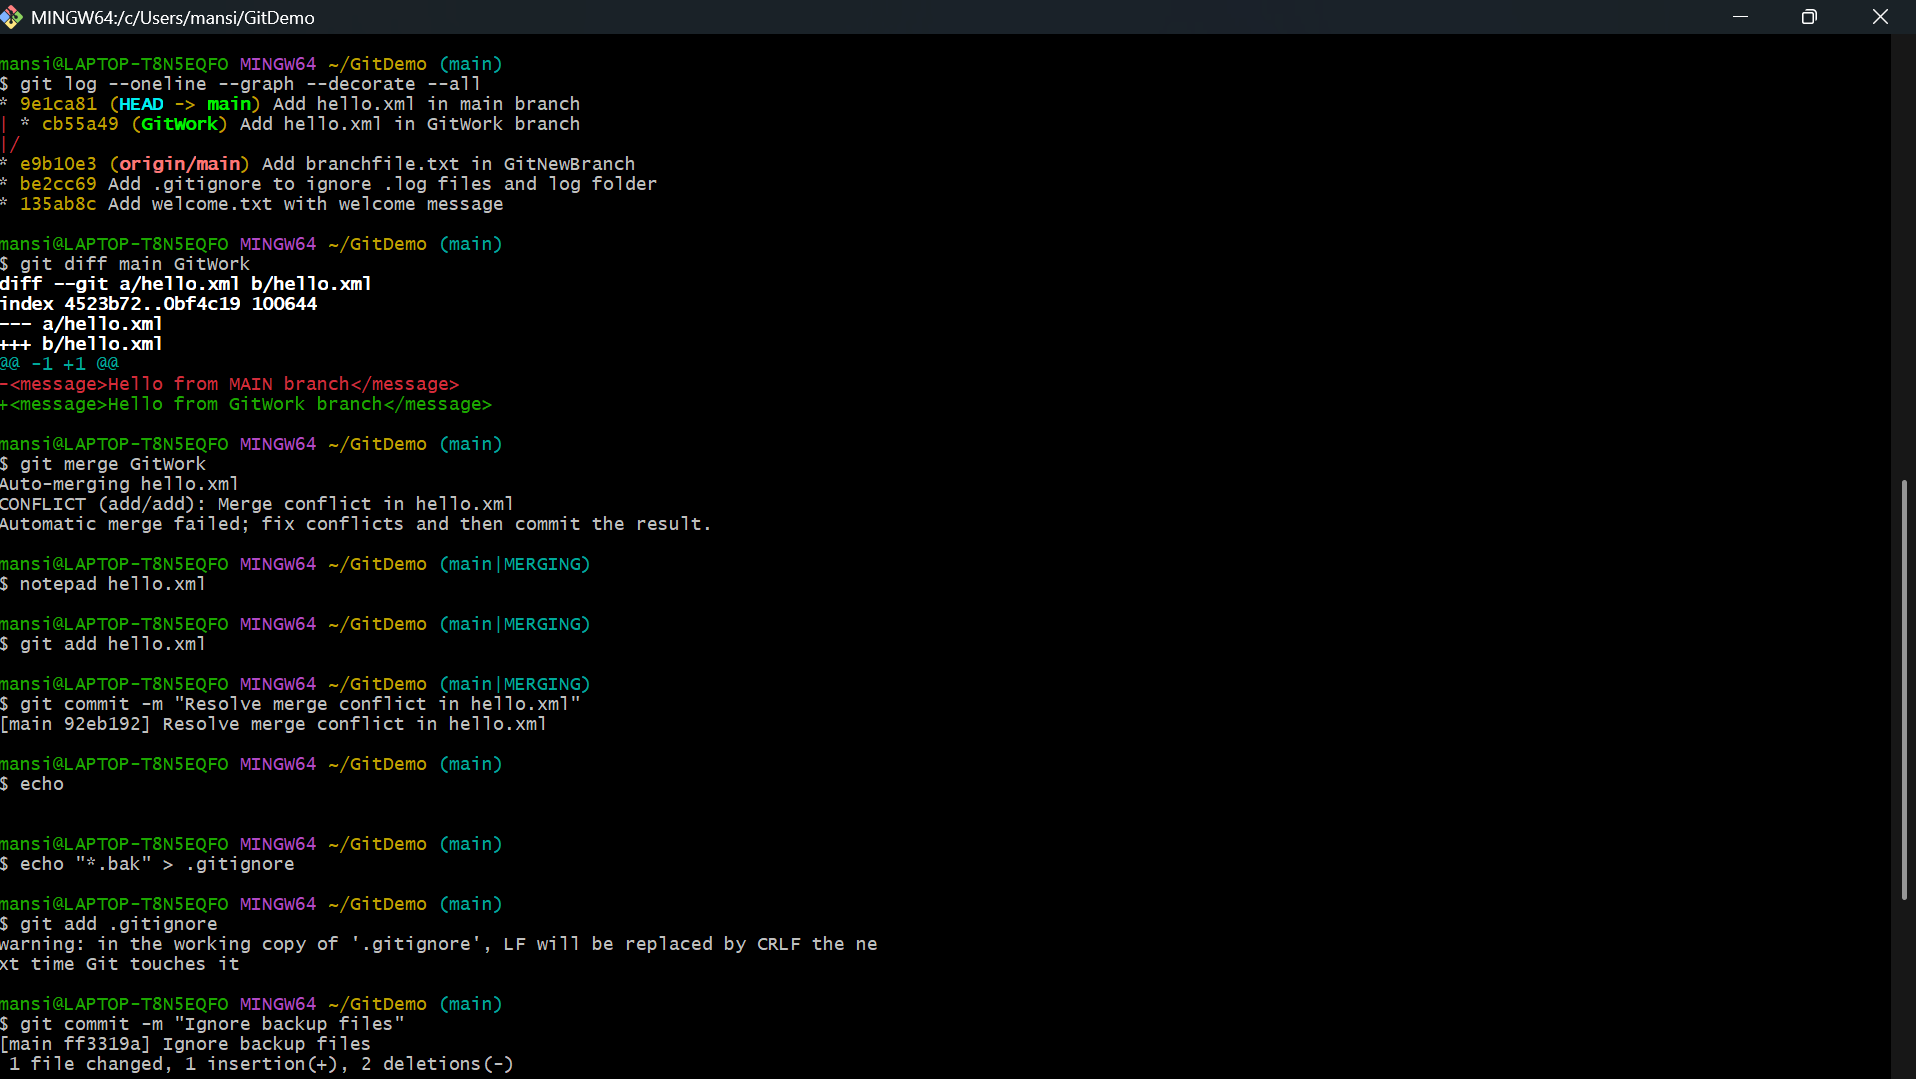 MINGW64:/c/Users/mansi/GitDemo
mansi@LAPTOP-T8N5EQFO MINGW64 ~/GitDemo (main)
$ git log --oneline --graph --decorate --all
* 9e1ca81 (HEAD -> main) Add hello.xml in main branch
| * cb55a49 (GitWork) Add hello.xml in GitWork branch
|/
* e9b10e3 (origin/main) Add branchfile.txt in GitNewBranch
* be2cc69 Add .gitignore to ignore .log files and log folder
* 135ab8c Add welcome.txt with welcome message
mansi@LAPTOP-T8N5EQFO MINGW64 ~/GitDemo (main)
$ git diff main GitWork
diff --git a/hello.xml b/hello.xml
index 4523b72..0bf4c19 100644
--- a/hello.xml
+++ b/hello.xml
@@ -1 +1 @@
-<message>Hello from MAIN branch</message>
+<message>Hello from GitWork branch</message>
mansi@LAPTOP-T8N5EQFO MINGW64 ~/GitDemo (main)
$ git merge GitWork
Auto-merging hello.xml
CONFLICT (add/add): Merge conflict in hello.xml
Automatic merge failed; fix conflicts and then commit the result.
mansi@LAPTOP-T8N5EQFO MINGW64 ~/GitDemo (main|MERGING)
$ notepad hello.xml
mansi@LAPTOP-T8N5EQFO MINGW64 ~/GitDemo (main|MERGING)
$ git add hello.xml
mansi@LAPTOP-T8N5EQFO MINGW64 ~/GitDemo (main|MERGING)
$ git commit -m "Resolve merge conflict in hello.xml"
[main 92eb192] Resolve merge conflict in hello.xml
mansi@LAPTOP-T8N5EQFO MINGW64 ~/GitDemo (main)
$ echo
mansi@LAPTOP-T8N5EQFO MINGW64 ~/GitDemo (main)
$ echo "*.bak" > .gitignore
mansi@LAPTOP-T8N5EQFO MINGW64 ~/GitDemo (main)
$ git add .gitignore
warning: in the working copy of '.gitignore', LF will be replaced by CRLF the ne
xt time Git touches it
mansi@LAPTOP-T8N5EQFO MINGW64 ~/GitDemo (main)
$ git commit -m "Ignore backup files"
[main ff3319a] Ignore backup files
1 file changed, 1 insertion(+), 2 deletions(-)